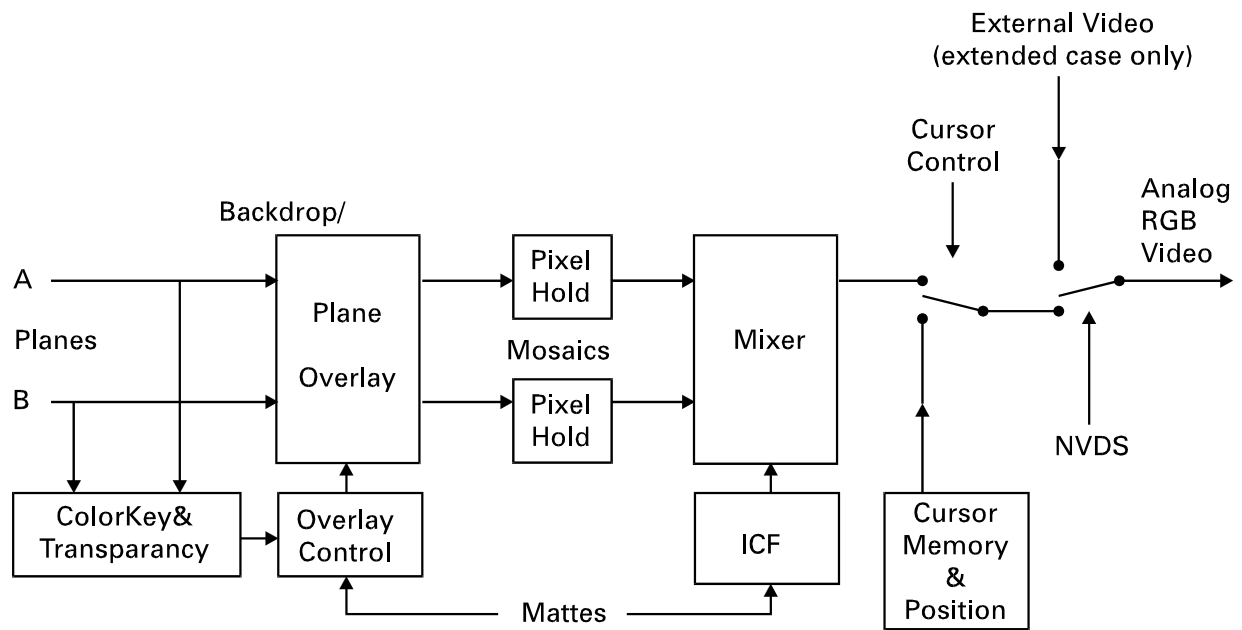 External Video
(extended case only)
Cursor
Control
Analog
RGB
Video
Backdrop/
A
Planes
B
Plane
Overlay
Pixel
Hold
Mosaics
Pixel
Hold
Mixer
NVDS
ColorKey&
Transparancy
Overlay
Control
ICF
Cursor
Memory
&
Position
Mattes